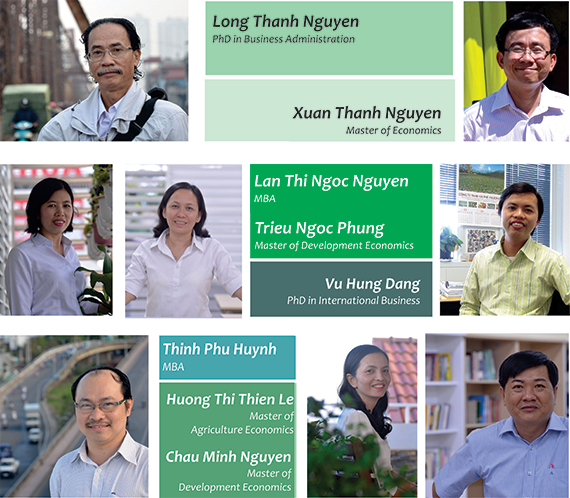 Long Thanh Nguyen
PhD in Business Administration
Xuan Thanh Nguyen
Master of Economics
Lan Thi Ngoc Nguyen
MBA
Trieu Ngoc Phung
Master of Development Economics
Vu Hung Dang
PhD in International Business
Thinh Phu Huynh
MBA
Huong Thi Thien Le
Master of
Agriculture Economics
Chau Minh Nguyen
Master of
Development Economics